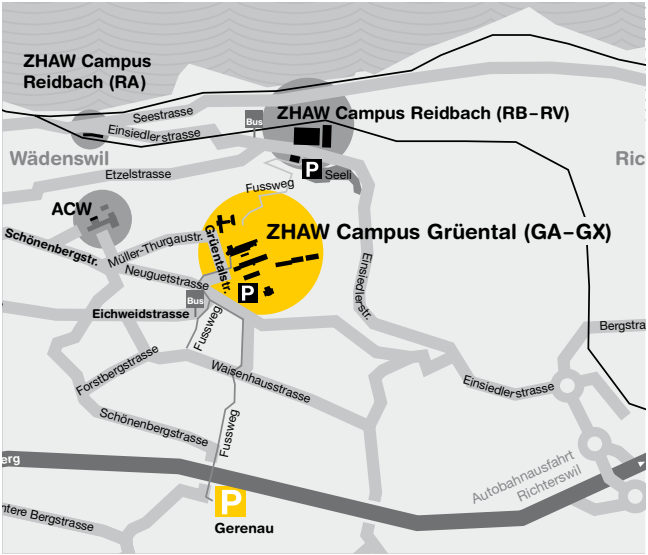 ZHAW Campus
Reidbach (RA)
Seestrasse
Bus
ZHAW Campus Reidbach (RB–RV)
Einsiedlerstrasse
Wädenswil
Ric
Etzelstrasse
P
Seeli
Fussweg
ACW
Schönenbergstr.
Müller-Thurgaustr.
Grüentalstr.
ZHAW Campus Grüental (GA–GX)
Neuguetstrasse
P
Bus
Einsiedlerstr.
Eichweidstrasse
Fussweg
Bergstra
Forstbergstrasse
Waisenhausstrasse
Einsiedlerstrasse
Schönenbergstrasse
Fussweg
erg
Autobahnausfahrt
Richterswil
P
Gerenau
ntere Bergstrasse